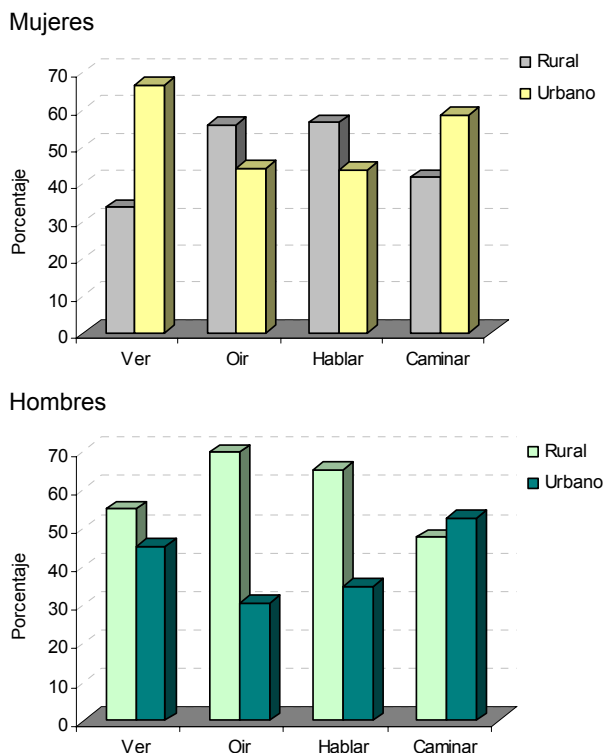 Mujeres
Rural
Urbano
Porcentaje
70
60
50
40
30
20
10
0
Ver Oir Hablar Caminar
Hombres
Rural
Urbano
Porcentaje
70
60
50
40
30
20
10
0
Ver Oir Hablar Caminar